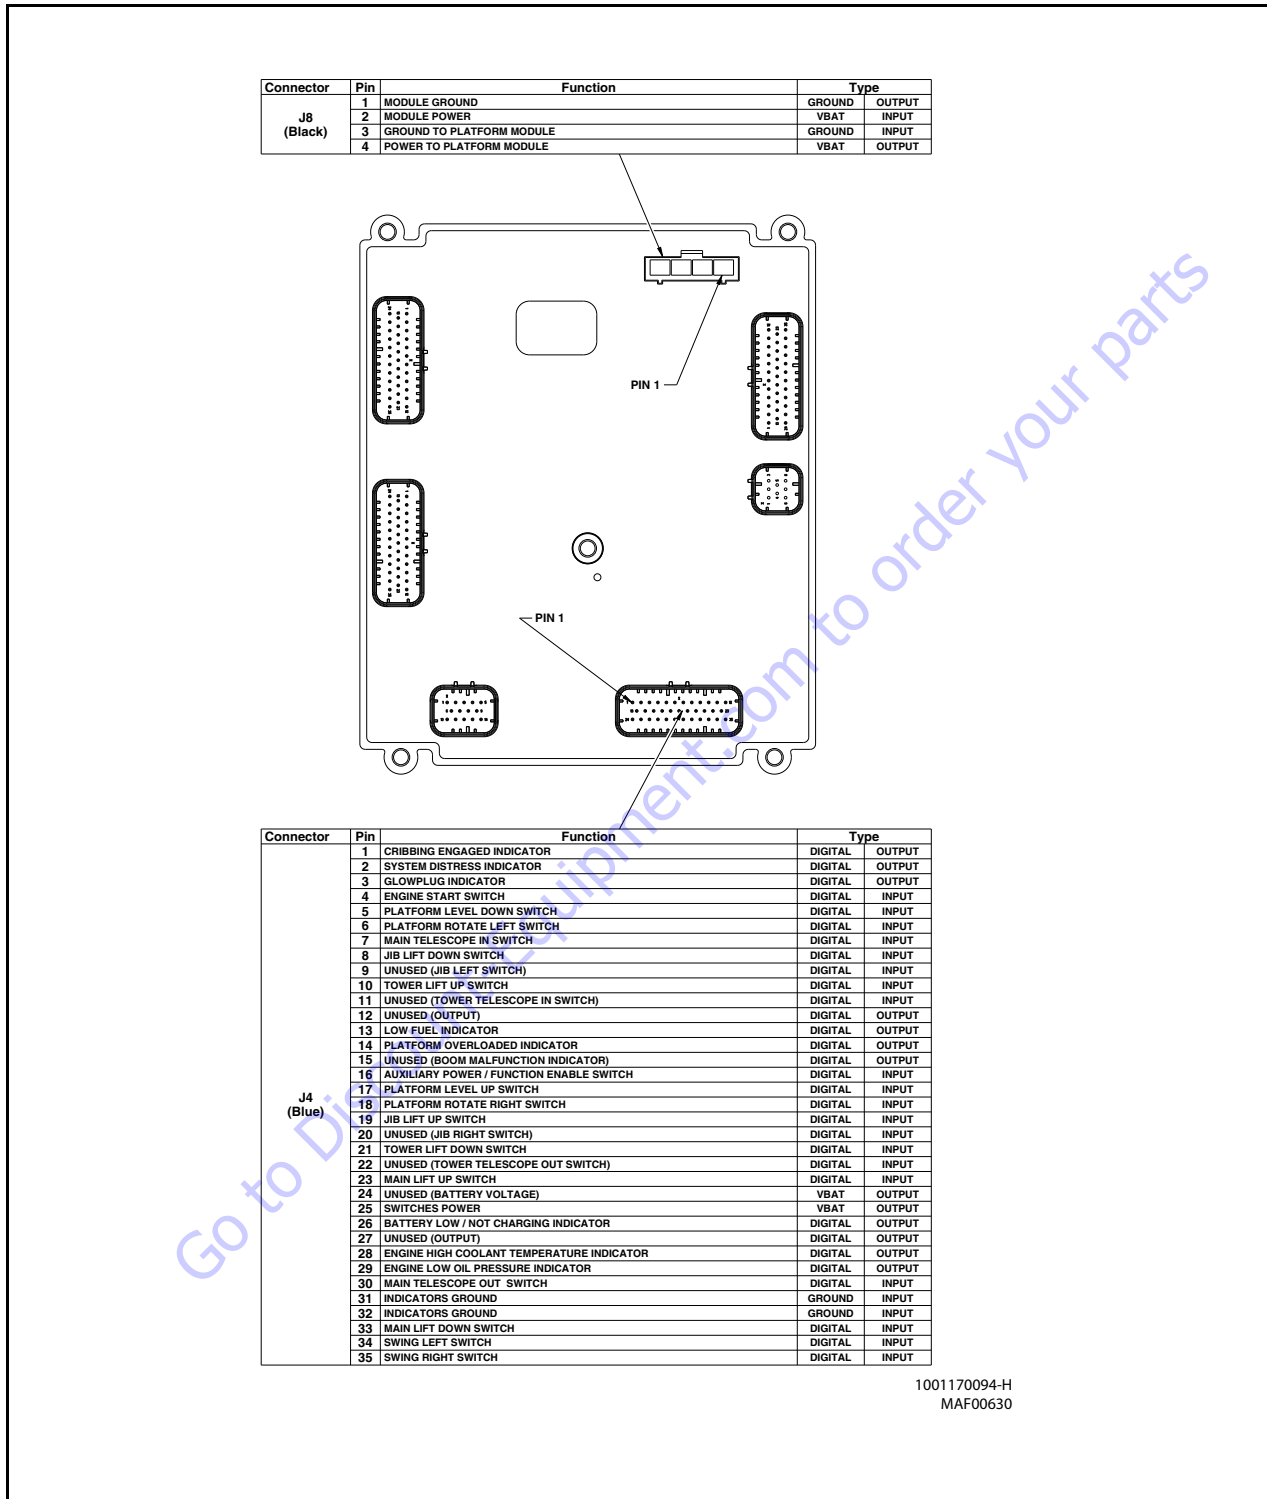 Connector Pin Function Type
J8
(Black)
1 MODULE GROUND GROUND OUTPUT
2 MODULE POWER VBAT INPUT
3 GROUND TO PLATFORM MODULE GROUND INPUT
4 POWER TO PLATFORM MODULE VBAT OUTPUT
PIN 1
PIN 1
Connector Pin Function Type
J4
(Blue)
1 CRIBBING ENGAGED INDICATOR DIGITAL OUTPUT
2 SYSTEM DISTRESS INDICATOR DIGITAL OUTPUT
3 GLOWPLUG INDICATOR DIGITAL OUTPUT
4 ENGINE START SWITCH DIGITAL INPUT
5 PLATFORM LEVEL DOWN SWITCH DIGITAL INPUT
6 PLATFORM ROTATE LEFT SWITCH DIGITAL INPUT
7 MAIN TELESCOPE IN SWITCH DIGITAL INPUT
8 JIB LIFT DOWN SWITCH DIGITAL INPUT
9 UNUSED (JIB LEFT SWITCH) DIGITAL INPUT
10 TOWER LIFT UP SWITCH DIGITAL INPUT
11 UNUSED (TOWER TELESCOPE IN SWITCH) DIGITAL INPUT
12 UNUSED (OUTPUT) DIGITAL OUTPUT
13 LOW FUEL INDICATOR DIGITAL OUTPUT
14 PLATFORM OVERLOADED INDICATOR DIGITAL OUTPUT
15 UNUSED (BOOM MALFUNCTION INDICATOR) DIGITAL OUTPUT
16 AUXILIARY POWER / FUNCTION ENABLE SWITCH DIGITAL INPUT
17 PLATFORM LEVEL UP SWITCH DIGITAL INPUT
18 PLATFORM ROTATE RIGHT SWITCH DIGITAL INPUT
19 JIB LIFT UP SWITCH DIGITAL INPUT
20 UNUSED (JIB RIGHT SWITCH) DIGITAL INPUT
21 TOWER LIFT DOWN SWITCH DIGITAL INPUT
22 UNUSED (TOWER TELESCOPE OUT SWITCH) DIGITAL INPUT
23 MAIN LIFT UP SWITCH DIGITAL INPUT
24 UNUSED (BATTERY VOLTAGE) VBAT OUTPUT
25 SWITCHES POWER VBAT OUTPUT
26 BATTERY LOW / NOT CHARGING INDICATOR DIGITAL OUTPUT
27 UNUSED (OUTPUT) DIGITAL OUTPUT
28 ENGINE HIGH COOLANT TEMPERATURE INDICATOR DIGITAL OUTPUT
29 ENGINE LOW OIL PRESSURE INDICATOR DIGITAL OUTPUT
30 MAIN TELESCOPE OUT SWITCH DIGITAL INPUT
31 INDICATORS GROUND GROUND INPUT
32 INDICATORS GROUND GROUND INPUT
33 MAIN LIFT DOWN SWITCH DIGITAL INPUT
34 SWING LEFT SWITCH DIGITAL INPUT
35 SWING RIGHT SWITCH DIGITAL INPUT
1001170094-H
MAF00630
Go to Discount-Equipment.com to order your parts